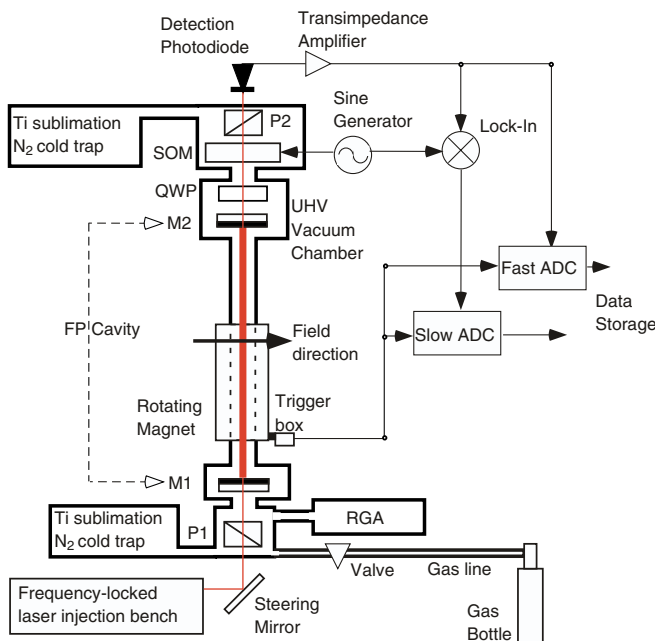 Detection
Photodiode
Transimpedance
Amplifier
Ti sublimation
N2 cold trap
P2
SOM
Sine
Generator
Lock-In
QWP
M2
UHV
Vacuum
Chamber
Fast ADC
Data
Storage
Slow ADC
FP Cavity
Field
direction
Rotating
Magnet
Trigger
box
M1
Ti sublimation
N2 cold trap
P1
RGA
Valve
Gas line
Frequency-locked
laser injection bench
Steering
Mirror
Gas
Bottle